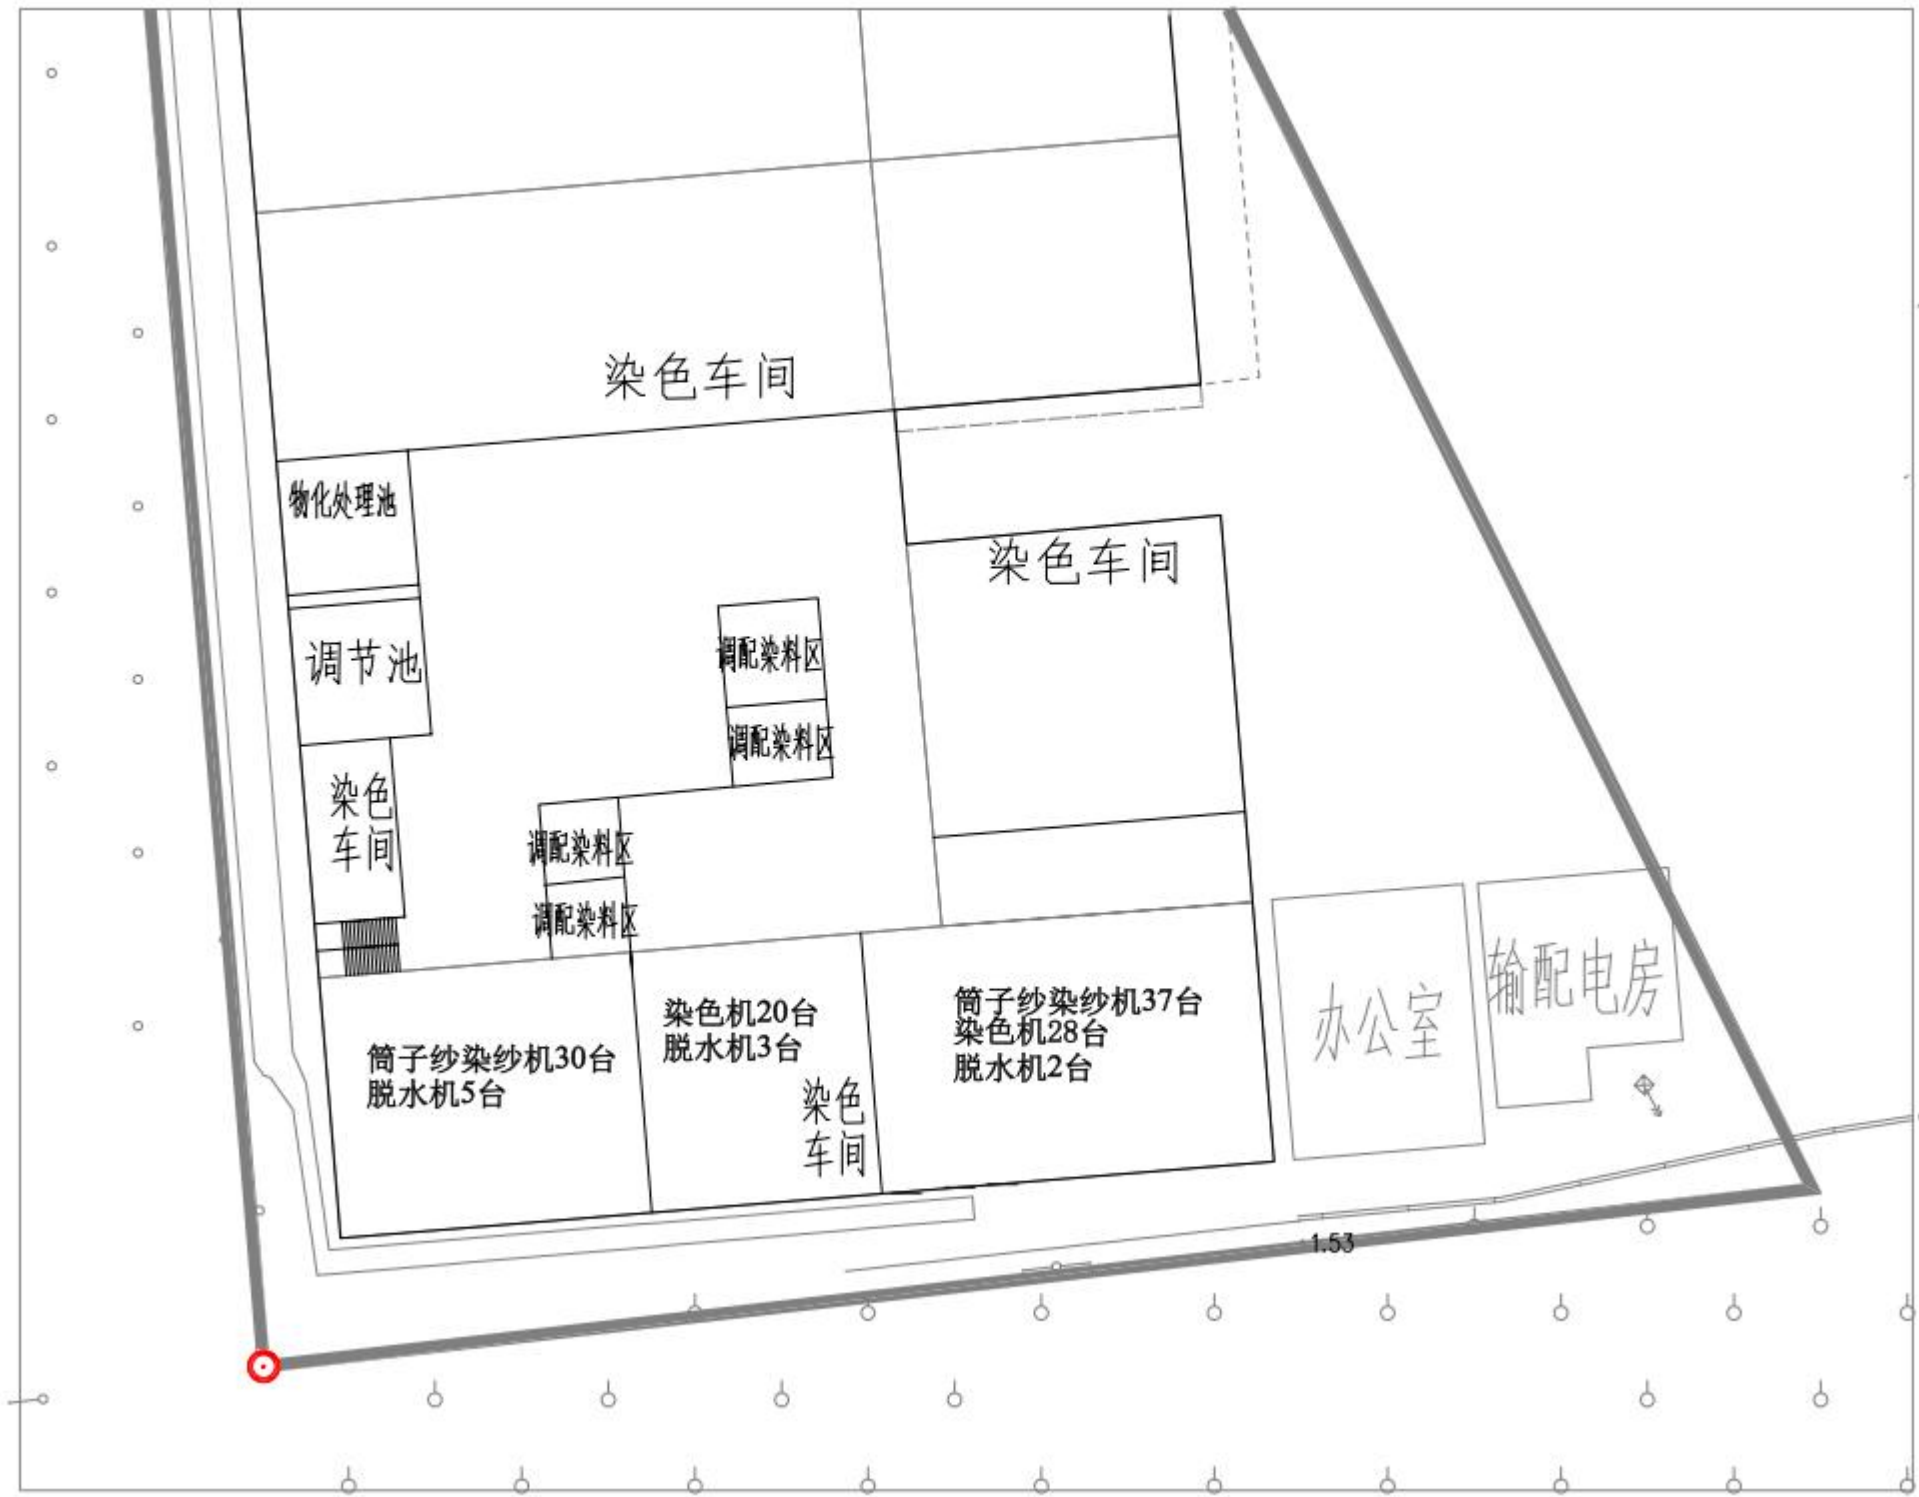 染色车间
物化处理池
染色车间
调节池
调配染料区
调配染料区
染色
车间
调配染料区
调配染料区
筒子纱染纱机30台
脱水机5台
染色机20台
脱水机3台
染色
车间
筒子纱染纱机37台
染色机28台
脱水机2台
办公室
输配电房
1.53